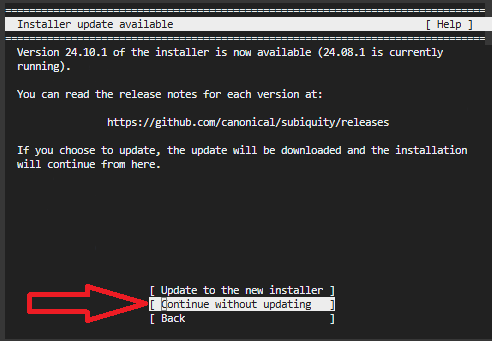 Installer update available [ Help ]
Version 24.10.1 of the installer is now available (24.08.1 is currently
running).
You can read the release notes for each version at:
https://github.com/canonical/subiquity/releases
If you choose to update, the update will be downloaded and the installation
will continue from here.
[ Update to the new installer ]
[ Continue without updating ]
[ Back ]